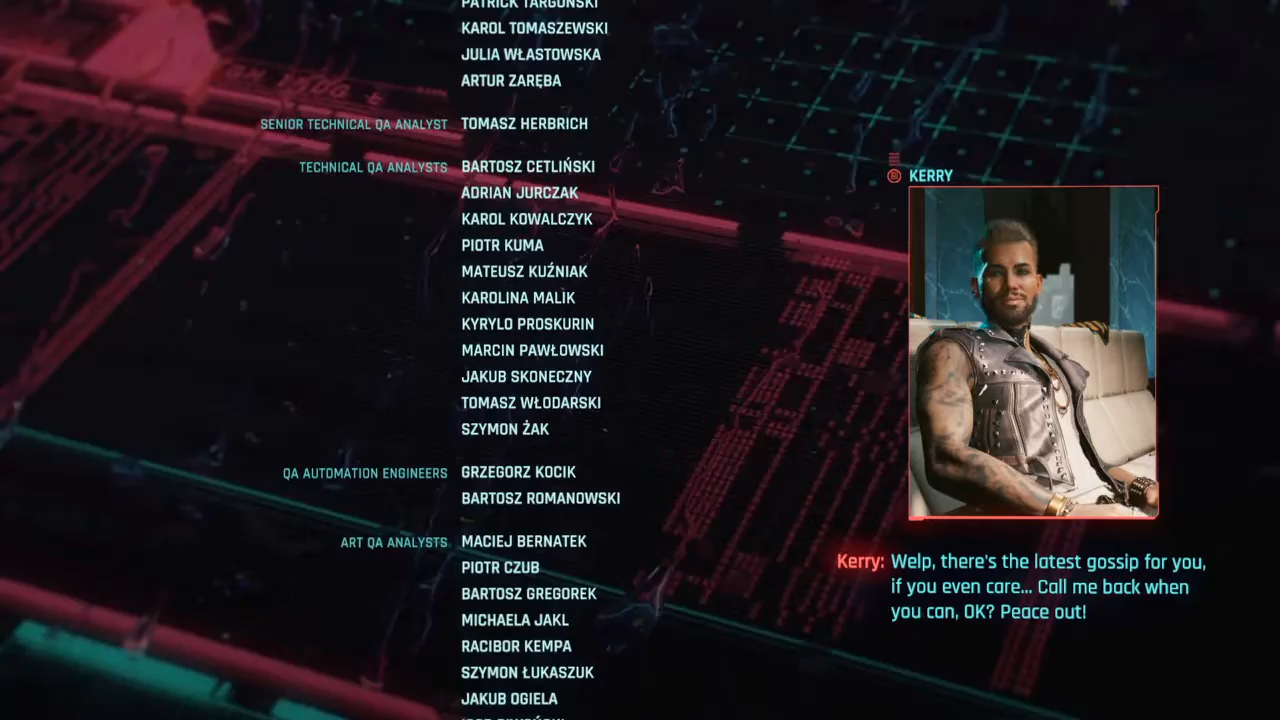 PATRICK TARGOŃSKI
KAROL TOMASZEWSKI
JULIA WŁASTOWSKA
ARTUR ZARĘBA
SENIOR TECHNICAL QA ANALYST TOMASZ HERBRICH
TECHNICAL QA ANALYSTS BARTOSZ CETLIŃSKI
ADRIAN JURCZAK
KAROL KOWALCZYK
PIOTR KUMA
MATEUSZ KUŹNIAK
KAROLINA MALIK
KYRYLO PROSKURIN
MARCIN PAWŁOWSKI
JAKUB SKONECZNY
TOMASZ WŁODARSKI
SZYMON ŻAK
QA AUTOMATION ENGINEERS GRZEGORZ KOCIK
BARTOSZ ROMANOWSKI
ART QA ANALYSTS MACIEJ BERNATEK
PIOTR CZUB
BARTOSZ GREGOREK
MICHAELA JAKL
RACIBOR KEMPA
SZYMON ŁUKASZUK
JAKUB OGIELA
KERRY
Kerry: Welp, there's the latest gossip for you,
if you even care... Call me back when
you can, OK? Peace out!